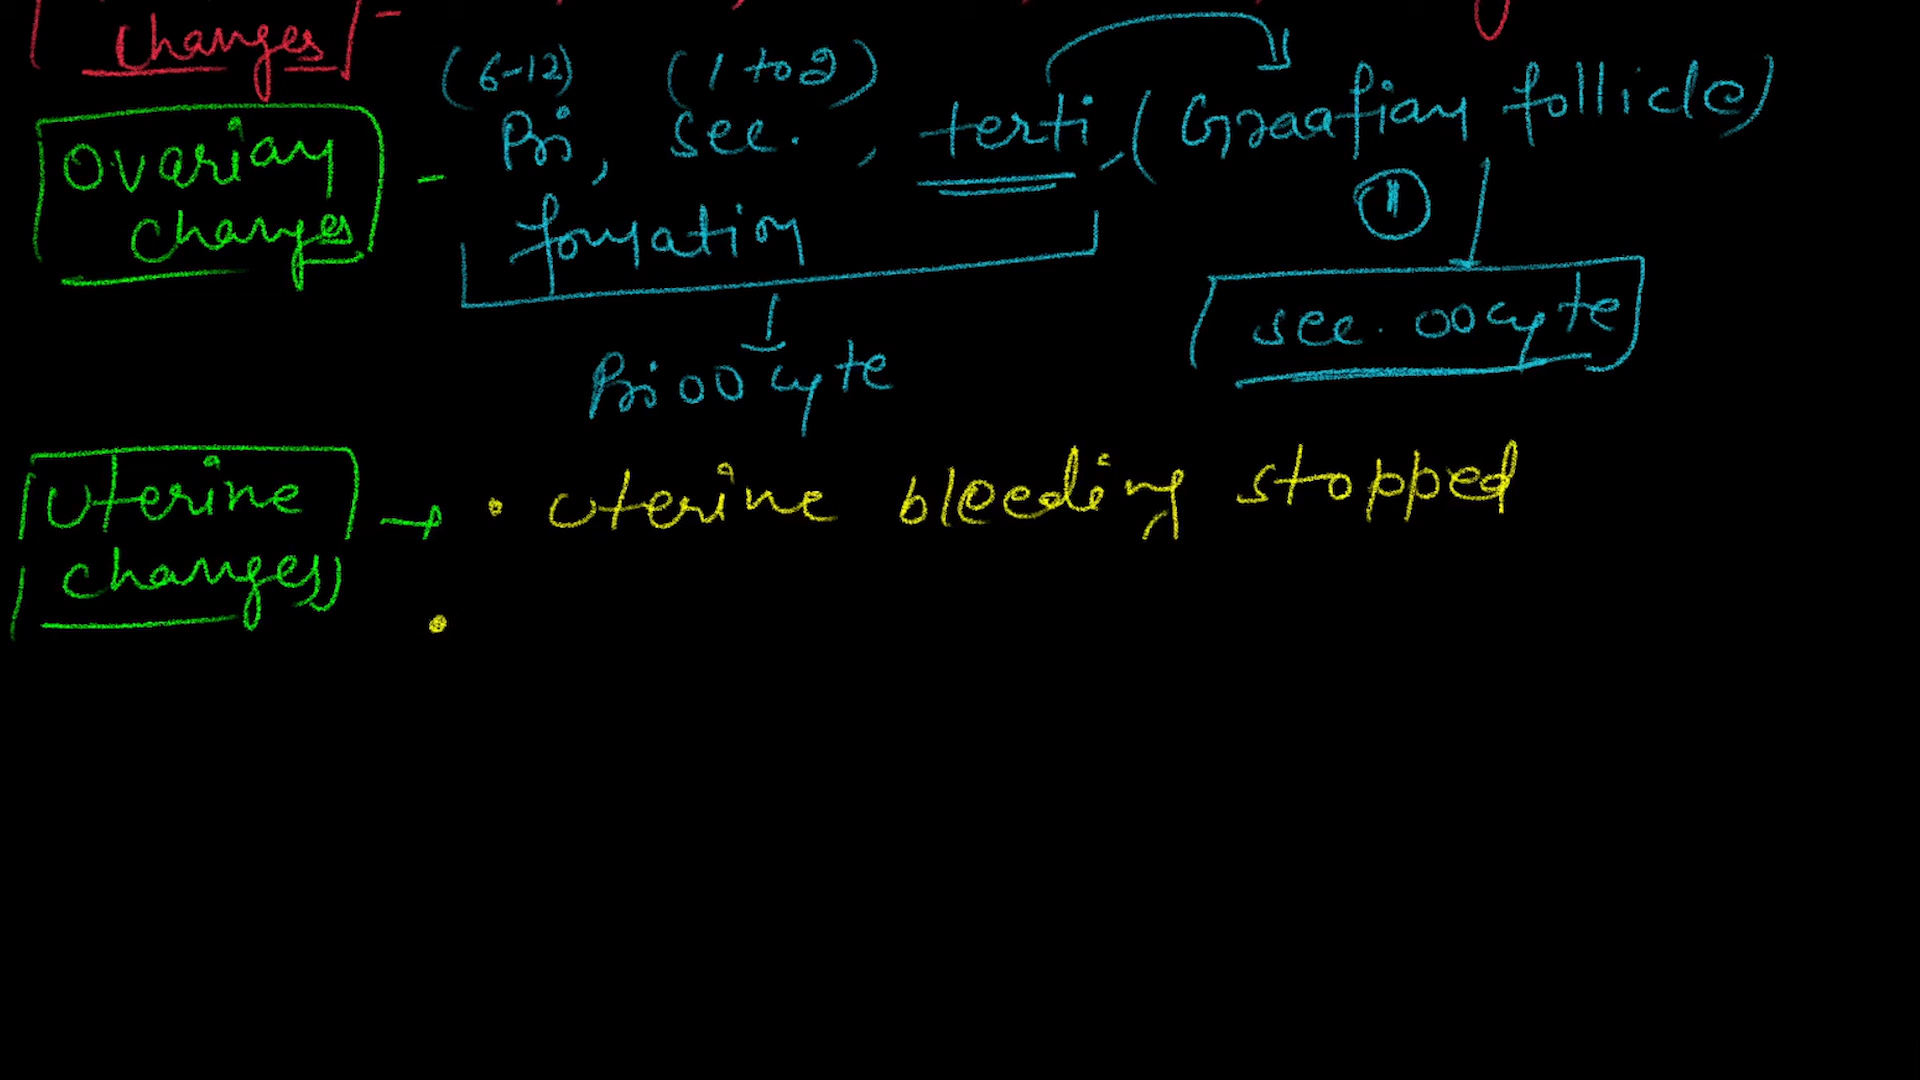 changes -
(6-12) (1 to 2)
Ovarian changes - Pri, sec., terti, (Graafian follicle)
formation
1
sec. oocyte
Pri oocyte
Uterine changes → • Uterine bleeding stopped
•